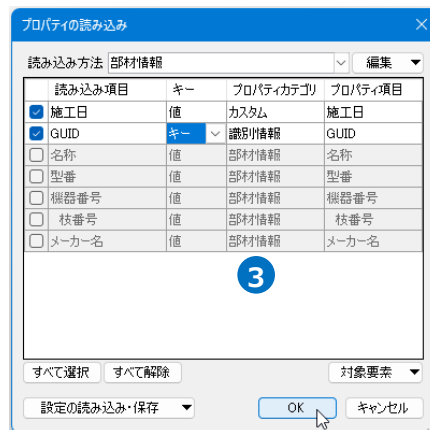 プロパティの読み込み
読み込み方法 部材情報 編集
読み込み項目 キー プロパティカテゴリ プロパティ項目
施工日 値 カスタム 施工日
GUID キー 識別情報 GUID
名称 値 部材情報 名称
型番 値 部材情報 型番
機器番号 値 部材情報 機器番号
枝番号 値 部材情報 枝番号
メーカー名 値 部材情報 メーカー名
3
すべて選択 すべて解除 対象要素
設定の読み込み・保存 OK キャンセル